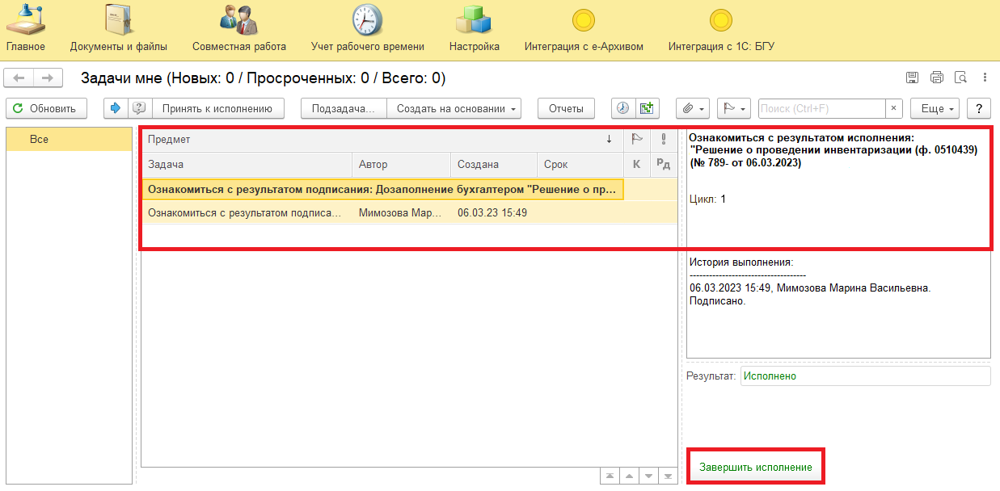 Главное
Документы и файлы
Совместная работа
Учет рабочего времени
Настройка
Интеграция с е-Архивом
Интеграция с 1С: БГУ
Задачи мне (Новых: 0 / Просроченных: 0 / Всего: 0)
Обновить
?
Принять к исполнению
Подзадача...
Создать на основании
Отчеты
Поиск (Ctrl+F)
×
Еще
?
Все
Предмет ↓
Задача
Автор
Создана
Срок
К
Рд
Ознакомиться с результатом подписания: Дозаполнение бухгалтером "Решение о пр...
Ознакомиться с результатом подписа... Мимозова Мар... 06.03.23 15:49
Ознакомиться с результатом исполнения:
"Решение о проведении инвентаризации (ф. 0510439)
(№ 789- от 06.03.2023)
Цикл: 1
История выполнения:
------------------------------------
06.03.2023 15:49, Мимозова Марина Васильевна.
Подписано.
Результат: Исполнено
Завершить исполнение